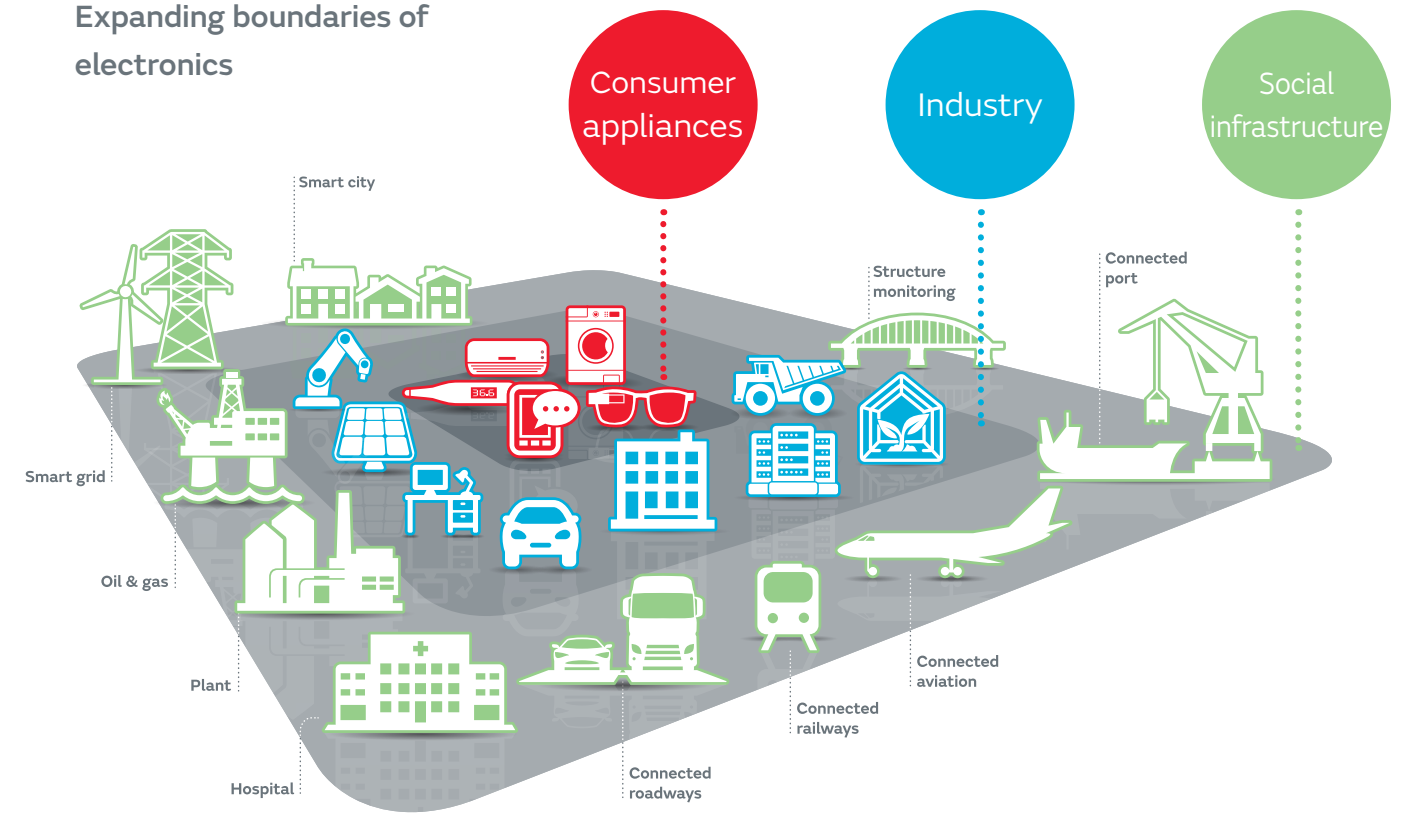 Expanding boundaries of
electronics
Consumer
appliances
Industry
Social
infrastructure
Smart city
Structure
monitoring
Connected
port
36.6
Smart grid
Oil & gas
Plant
Hospital
Connected
roadways
Connected
railways
Connected
aviation